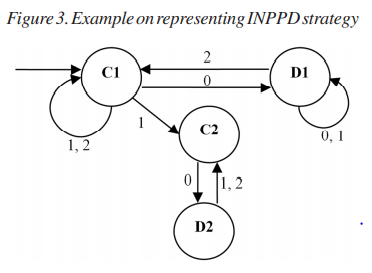 Figure 3. Example on representing INPPD strategy
2
C1
D1
0
1
C2
1, 2
0, 1
0
1, 2
D2